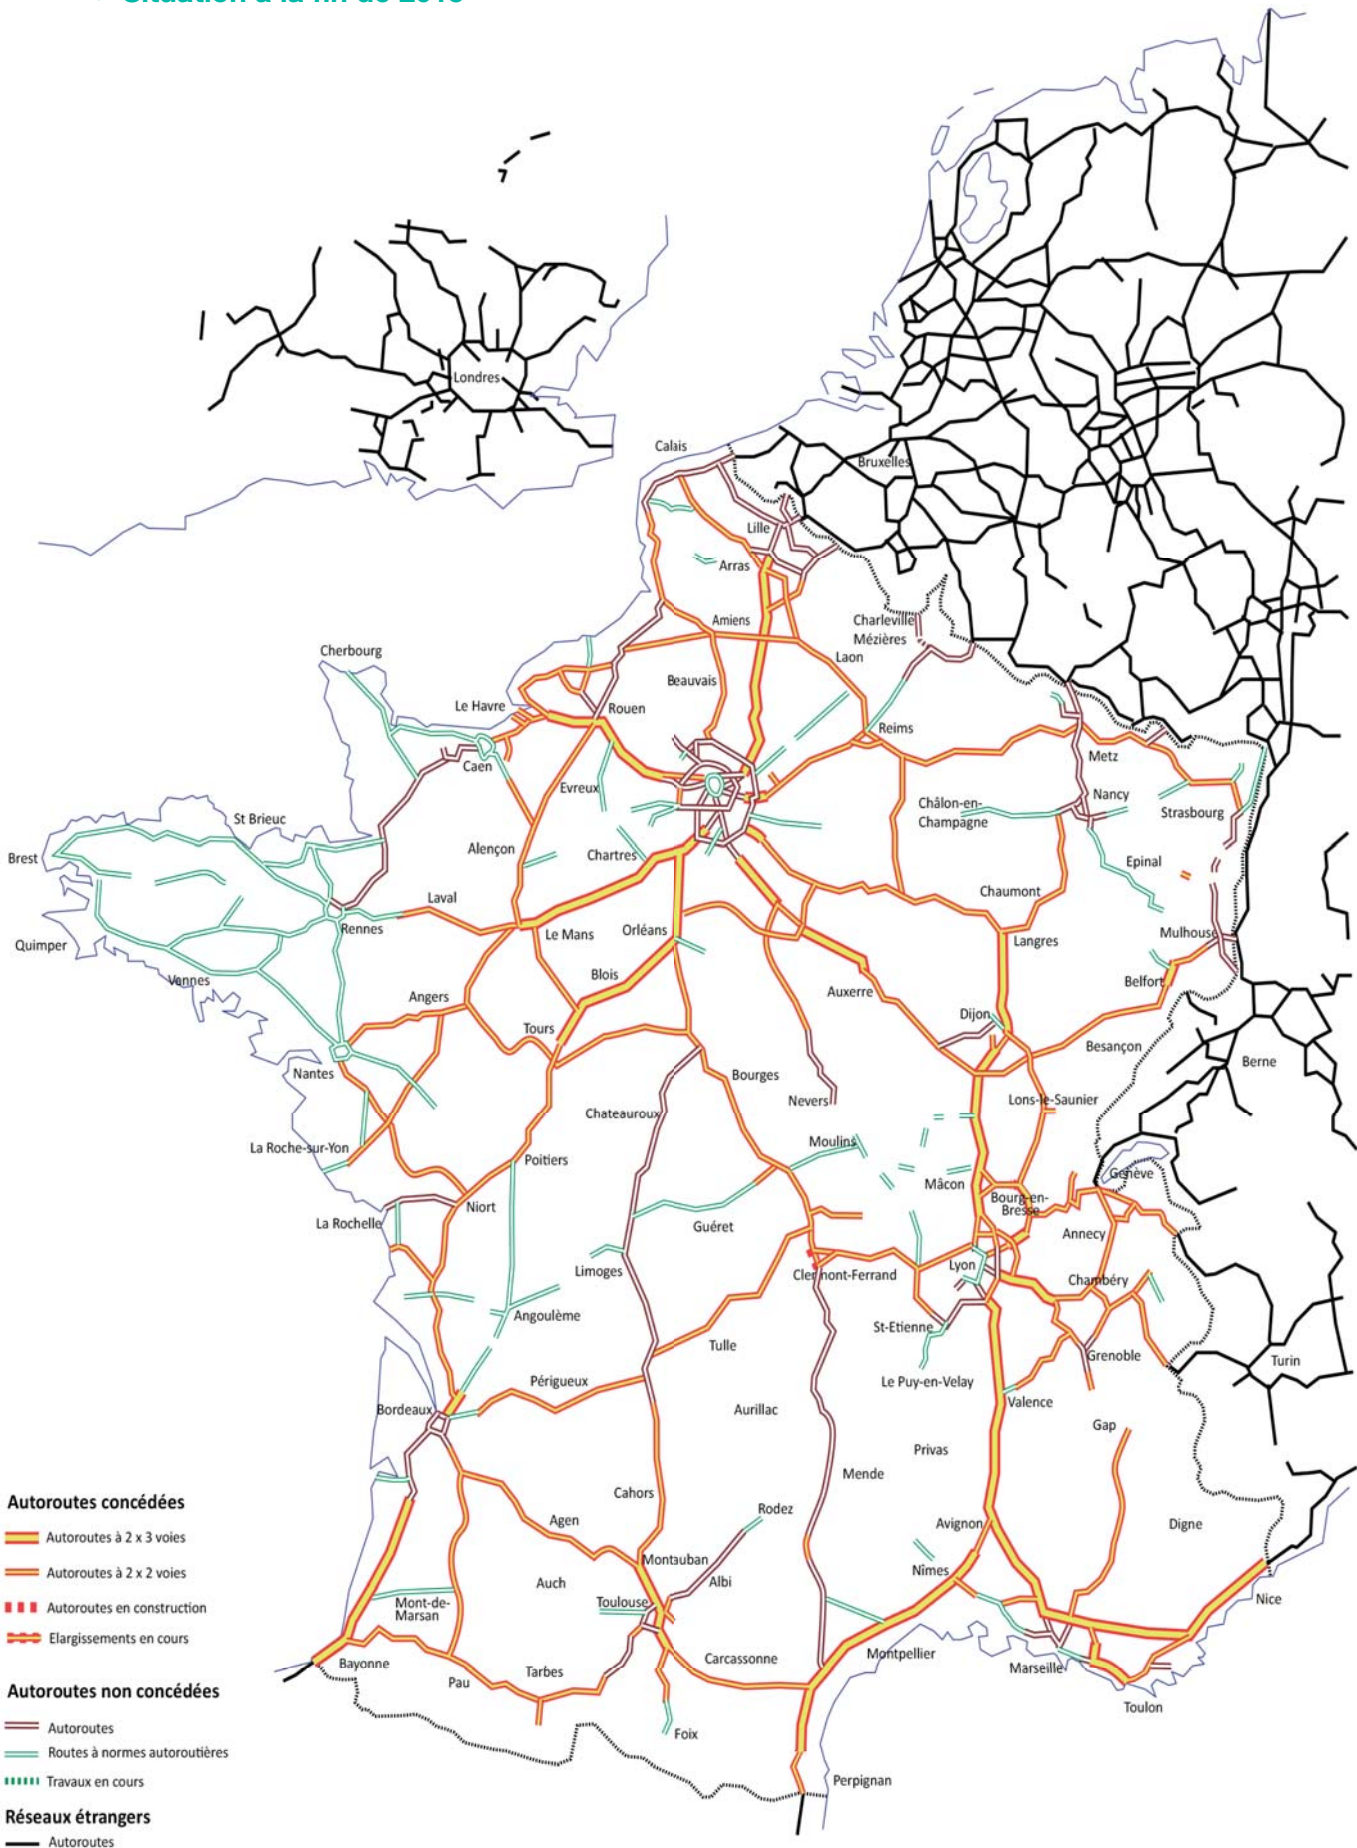 Situation à la fin de
Londres
Calais
Bruxelles
Lille
Arras
Amiens
Charleville
Mézières
Cherbourg
Laon
Beauvais
Le Havre
Rouen
Reims
Metz
Caen
Evreux
Nancy
Châlon-en-
Champagne
Strasbourg
St Brieuc
Alençon
Chartres
Brest
Epinal
Laval
Chaumont
Rennes
Le Mans
Orléans
Langres
Mulhouse
Quimper
Vannes
Blois
Auxerre
Belfort
Angers
Tours
Dijon
Besançon
Nantes
Bourges
Berne
Nevers
Lons-le-Saunier
Chateauroux
La Roche-sur-Yon
Moulins
Poitiers
Genève
Mâcon
Bourg-en-
Bresse
Niort
La Rochelle
Guéret
Annecy
Limoges
Clermont-Ferrand
Lyon
Chambéry
Angoulême
St-Etienne
Tulle
Grenoble
Turin
Périgueux
Le Puy-en-Velay
Bordeaux
Aurillac
Valence
Gap
Privas
Mende
Cahors
Rodez
Agen
Avignon
Digne
Montauban
Nîmes
Auch
Albi
Mont-de-
Marsan
Toulouse
Nice
Bayonne
Carcassonne
Montpellier
Marseille
Tarbes
Pau
Toulon
Foix
Perpignan
Autoroutes concédées
Autoroutes à 2 x 3 voies
Autoroutes à 2 x 2 voies
Autoroutes en construction
Elargissements en cours
Autoroutes non concédées
Autoroutes
Routes à normes autoroutières
Travaux en cours
Réseaux étrangers
Autoroutes